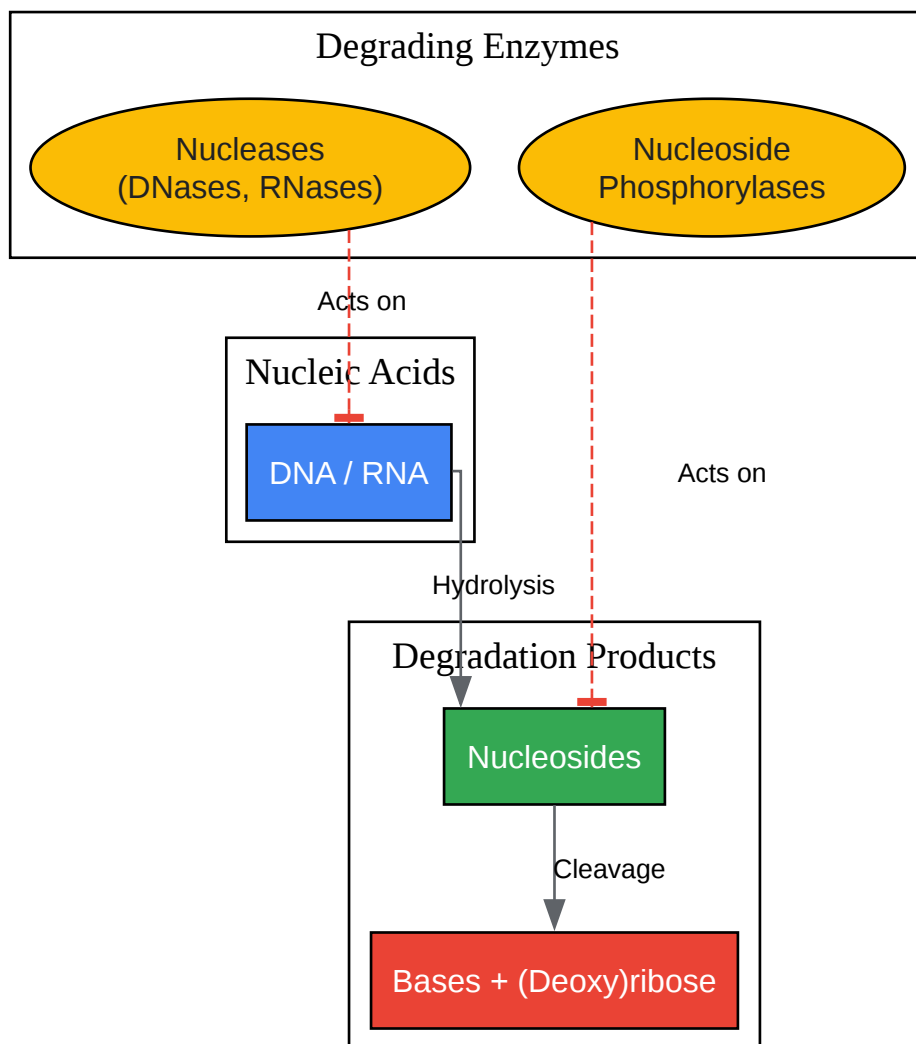 Degrading Enzymes
Nucleases
(DNases, RNases)
Nucleoside
Phosphorylases
Acts on
Nucleic Acids
DNA / RNA
Acts on
Hydrolysis
Degradation Products
Nucleosides
Cleavage
Bases + (Deoxy)ribose